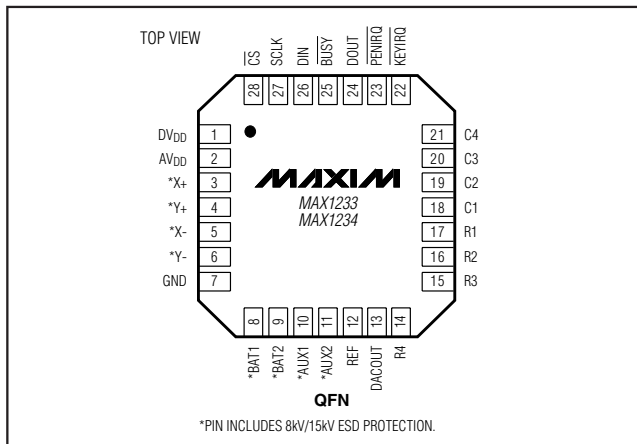 TOP VIEW
CS SCLK DIN BUSY DOUT PENIRQ KEYIRQ
28 27 26 25 24 23 22
DVDD 1
AVDD 2
*X+ 3
*Y+ 4
*X- 5
*Y- 6
GND 7
MAXIM
MAX1233
MAX1234
21 C4
20 C3
19 C2
18 C1
17 R1
16 R2
15 R3
8 9 10 11 12 13 14
*BAT1 *BAT2 *AUX1 *AUX2 REF DACOUT R4
QFN
*PIN INCLUDES 8kV/15kV ESD PROTECTION.